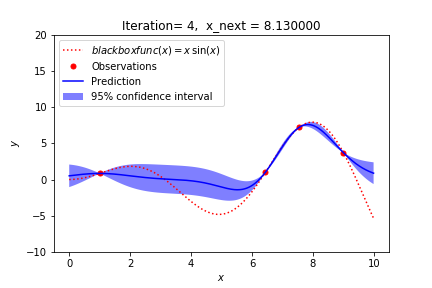 Iteration= 4,  x_next = 8.130000
blackboxfunc(x) = x sin(x)
Observations
Prediction
95% confidence interval
20
15
10
5
0
−5
−10
y
0 2 4 6 8 10
x